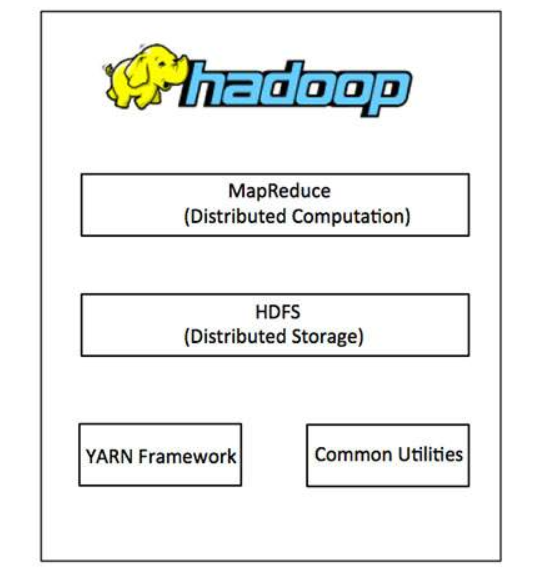 hadoop
MapReduce
(Distributed Computation)
HDFS
(Distributed Storage)
YARN Framework
Common Utilities